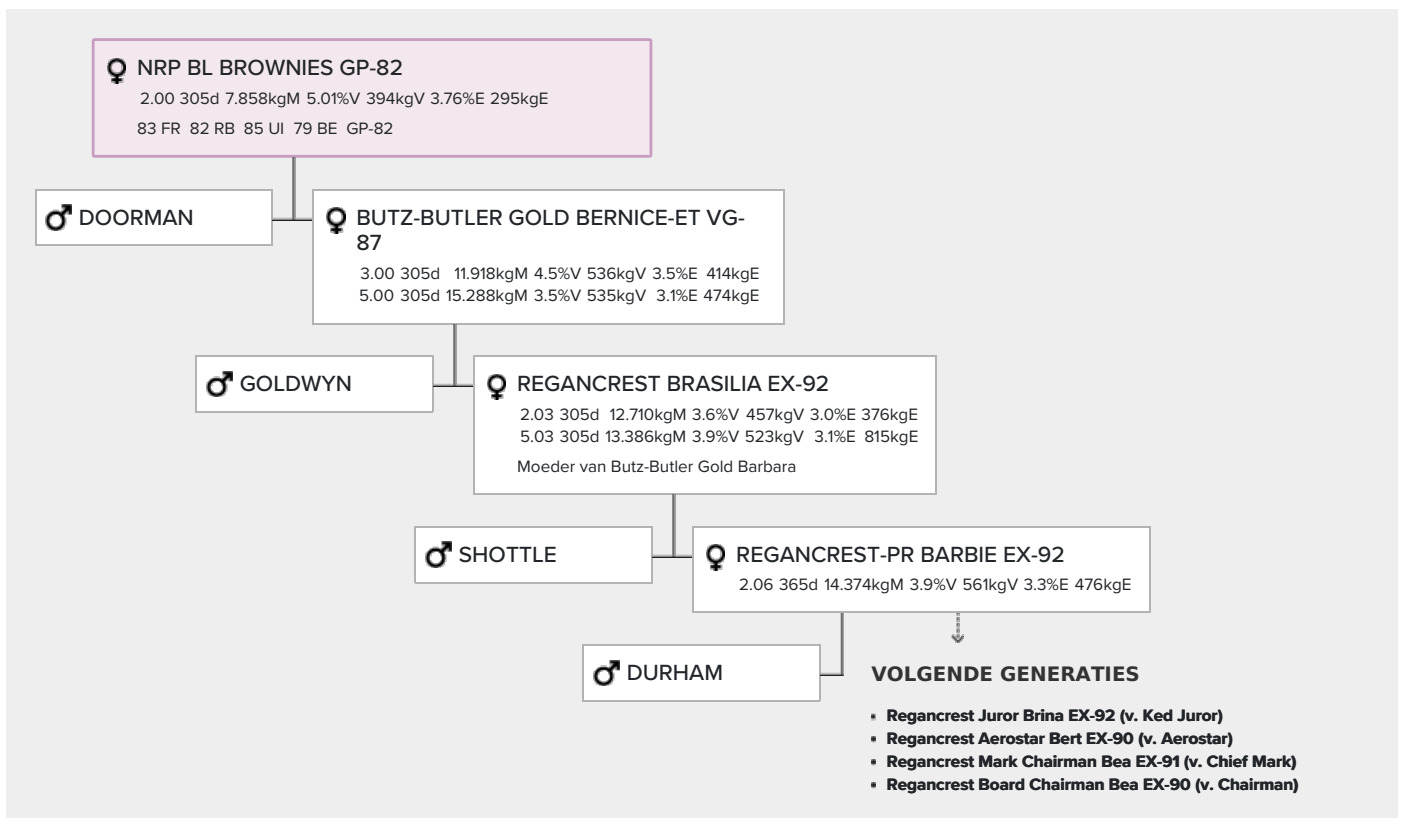 NRP BL BROWNIES GP-82
2.00 305d 7.858kgM 5.01%V 394kgV 3.76%E 295kgE
83 FR 82 RB 85 UI 79 BE GP-82
DOORMAN
BUTZ-BUTLER GOLD BERNICE-ET VG-
87
3.00 305d 11.918kgM 4.5%V 536kgV 3.5%E 414kgE
5.00 305d 15.288kgM 3.5%V 535kgV 3.1%E 474kgE
GOLDWYN
REGANCREST BRASILIA EX-92
2.03 305d 12.710kgM 3.6%V 457kgV 3.0%E 376kgE
5.03 305d 13.386kgM 3.9%V 523kgV 3.1%E 815kgE
Moeder van Butz-Butler Gold Barbara
SHOTTLE
REGANCREST-PR BARBIE EX-92
2.06 365d 14.374kgM 3.9%V 561kgV 3.3%E 476kgE
DURHAM
VOLGENDE GENERATIES
• Regancrest Juror Brina EX-92 (v. Ked Juror)
• Regancrest Aerostar Bert EX-90 (v. Aerostar)
• Regancrest Mark Chairman Bea EX-91 (v. Chief Mark)
• Regancrest Board Chairman Bea EX-90 (v. Chairman)